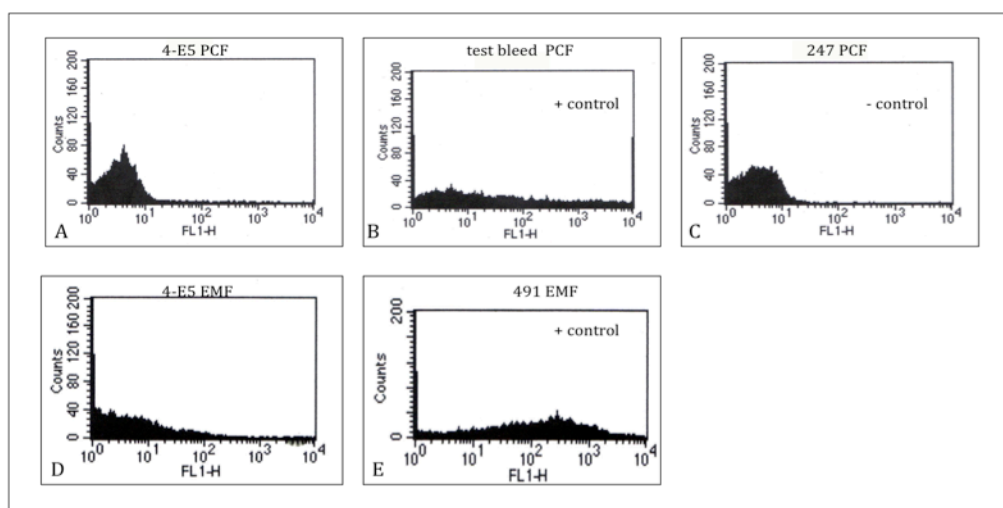 4-E5 PCF
200
160
120
80
40
0
Counts
10^0 10^1 10^2 10^3 10^4
FL1-H
A
test bleed PCF
+ control
200
160
120
80
40
0
Counts
10^0 10^1 10^2 10^3 10^4
FL1-H
B
247 PCF
- control
200
160
120
80
40
0
Counts
10^0 10^1 10^2 10^3 10^4
FL1-H
C
4-E5 EMF
200
160
120
80
40
0
Counts
10^0 10^1 10^2 10^3 10^4
FL1-H
D
491 EMF
+ control
200
0
Counts
10^0 10^1 10^2 10^3 10^4
FL1-H
E